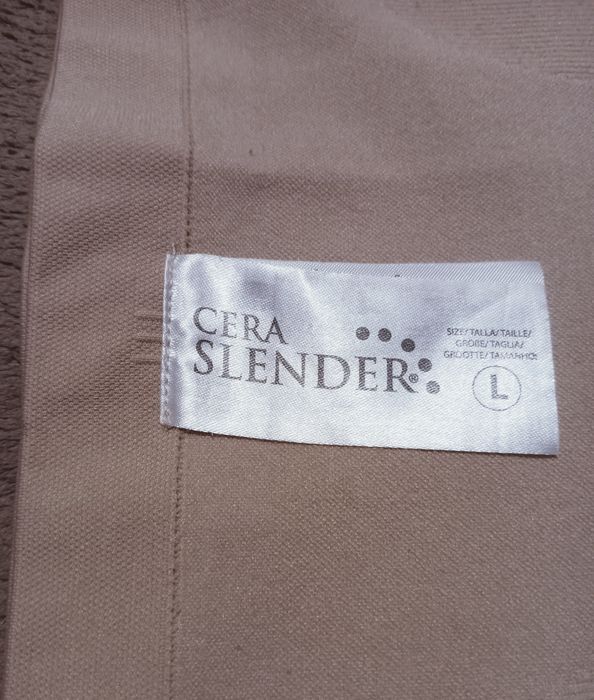 CERA
SLENDER®
SIZE/TALLA/TAILLE/
GRÖßE/TAGLIA/
GROOTTE/TAMANHO:
L